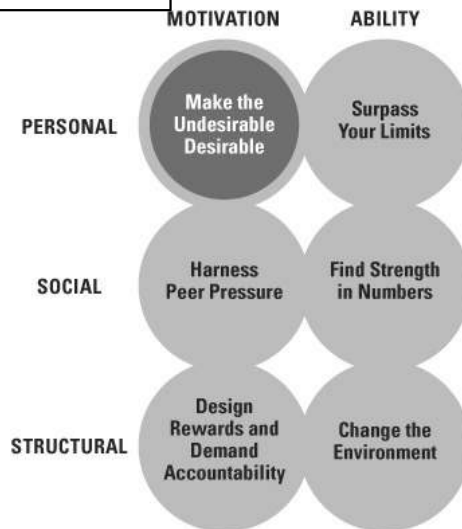 MOTIVATION ABILITY
PERSONAL
Make the
Undesirable
Desirable
Surpass
Your Limits
SOCIAL
Harness
Peer Pressure
Find Strength
in Numbers
STRUCTURAL
Design
Rewards and
Demand
Accountability
Change the
Environment